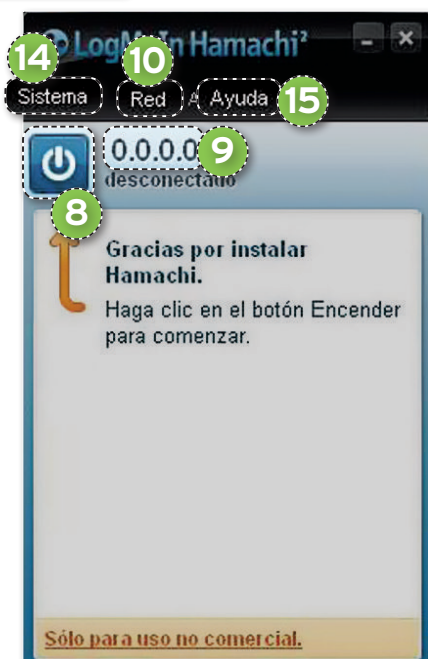 LogMeIn Hamachi²
14 10
Sistema Red A Ayuda 15
0.0.0.0 9
desconectado
8
Gracias por instalar
Hamachi.
Haga clic en el botón Encender
para comenzar.
Sólo para uso no comercial.